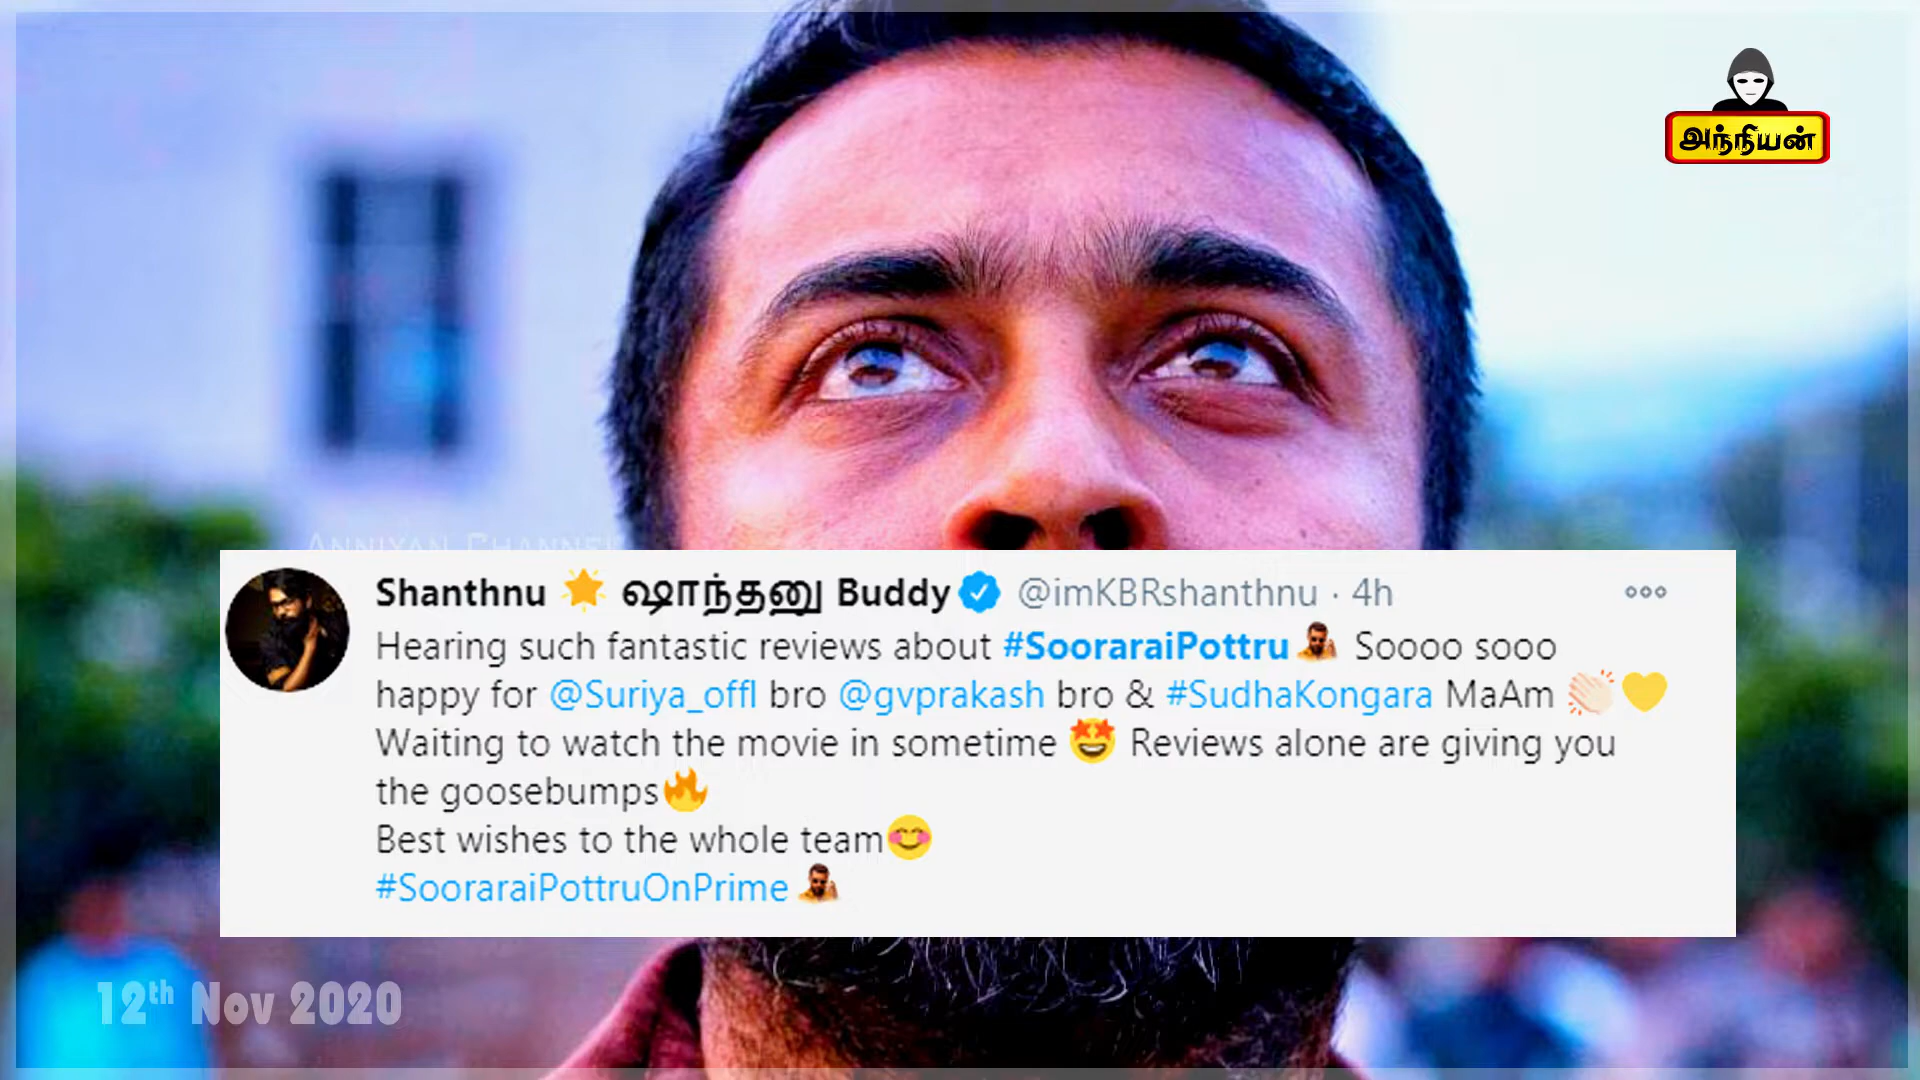 அந்நியன்
ANNIYAN CHANNEL
Shanthnu 🌟 ஷாந்தனு Buddy @imKBRshanthnu · 4h
Hearing such fantastic reviews about #SooraraiPottru Soooo sooo
happy for @Suriya_offl bro @gvprakash bro & #SudhaKongara MaAm 👏🏻💛
Waiting to watch the movie in sometime 🤩 Reviews alone are giving you
the goosebumps🔥
Best wishes to the whole team😊
#SooraraiPottruOnPrime
12th Nov 2020